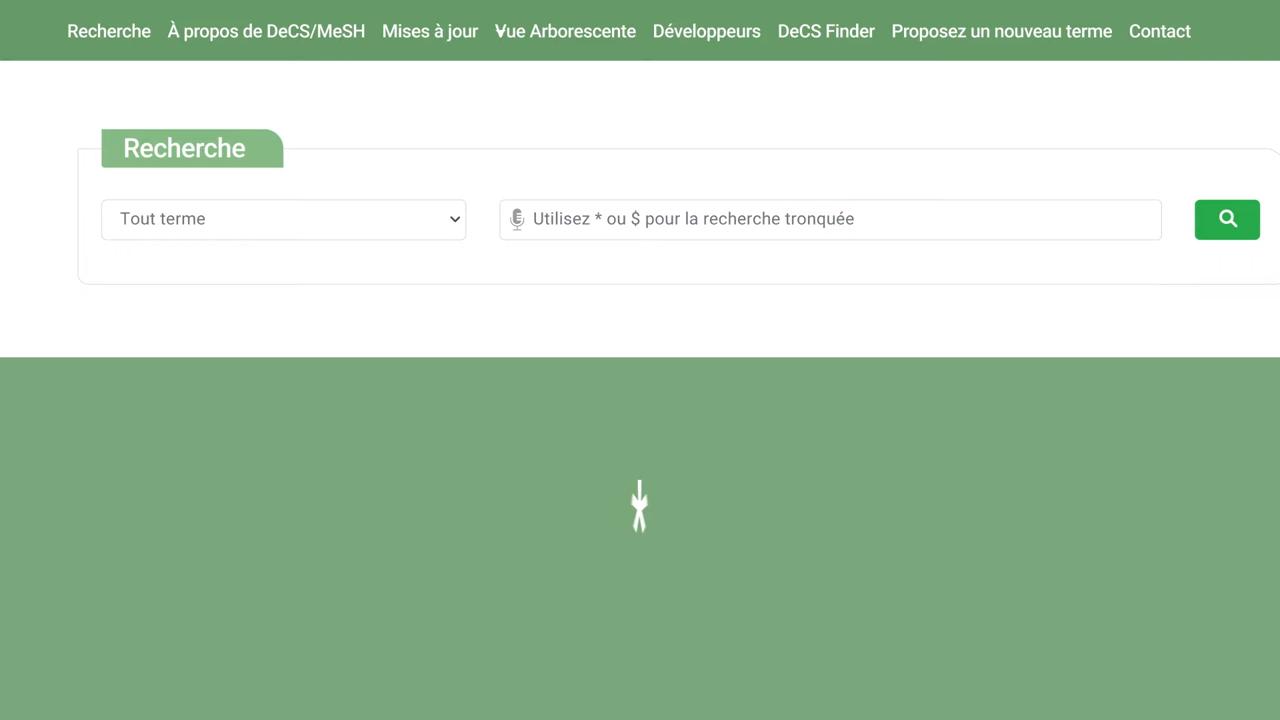 Recherche À propos de DeCS/MeSH Mises à jour Vue Arborescente Développeurs DeCS Finder Proposez un nouveau terme Contact
Recherche
Tout terme
Utilisez * ou $ pour la recherche tronquée